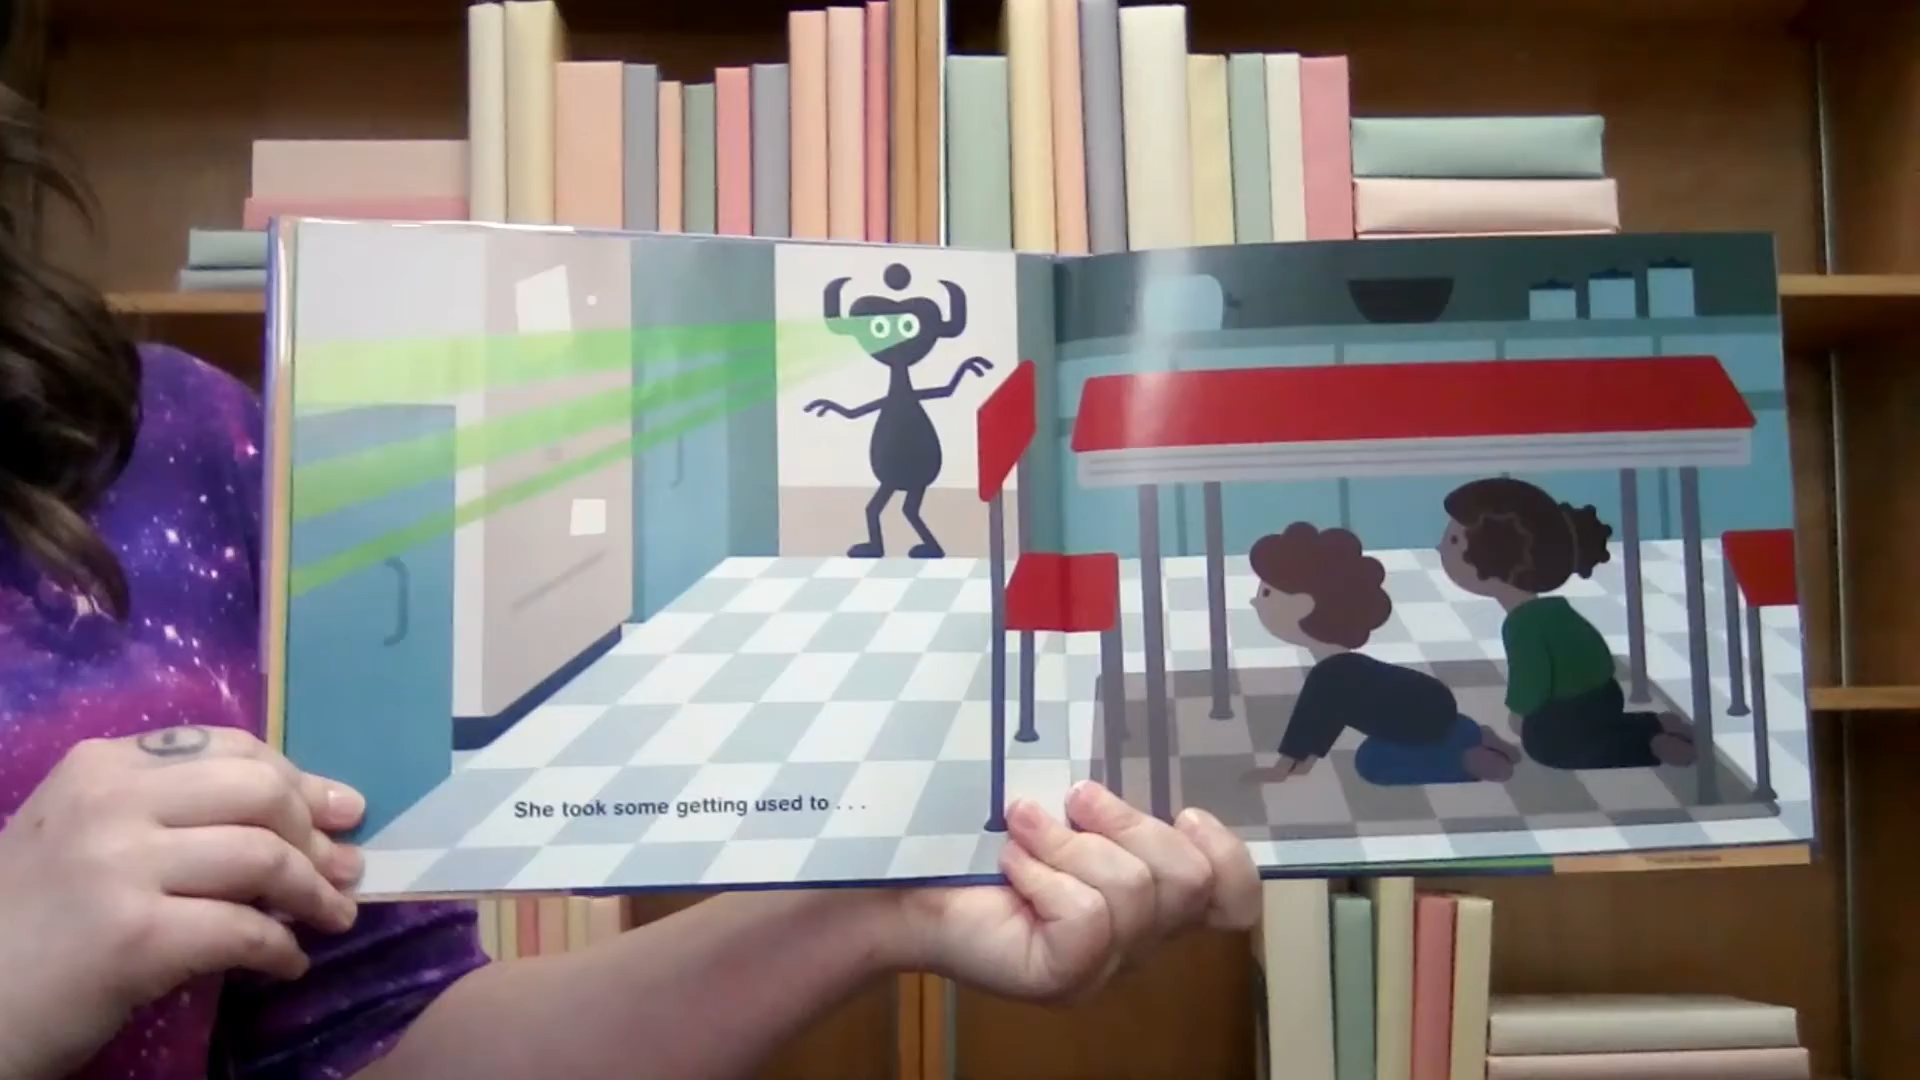 She took some getting used to . . .